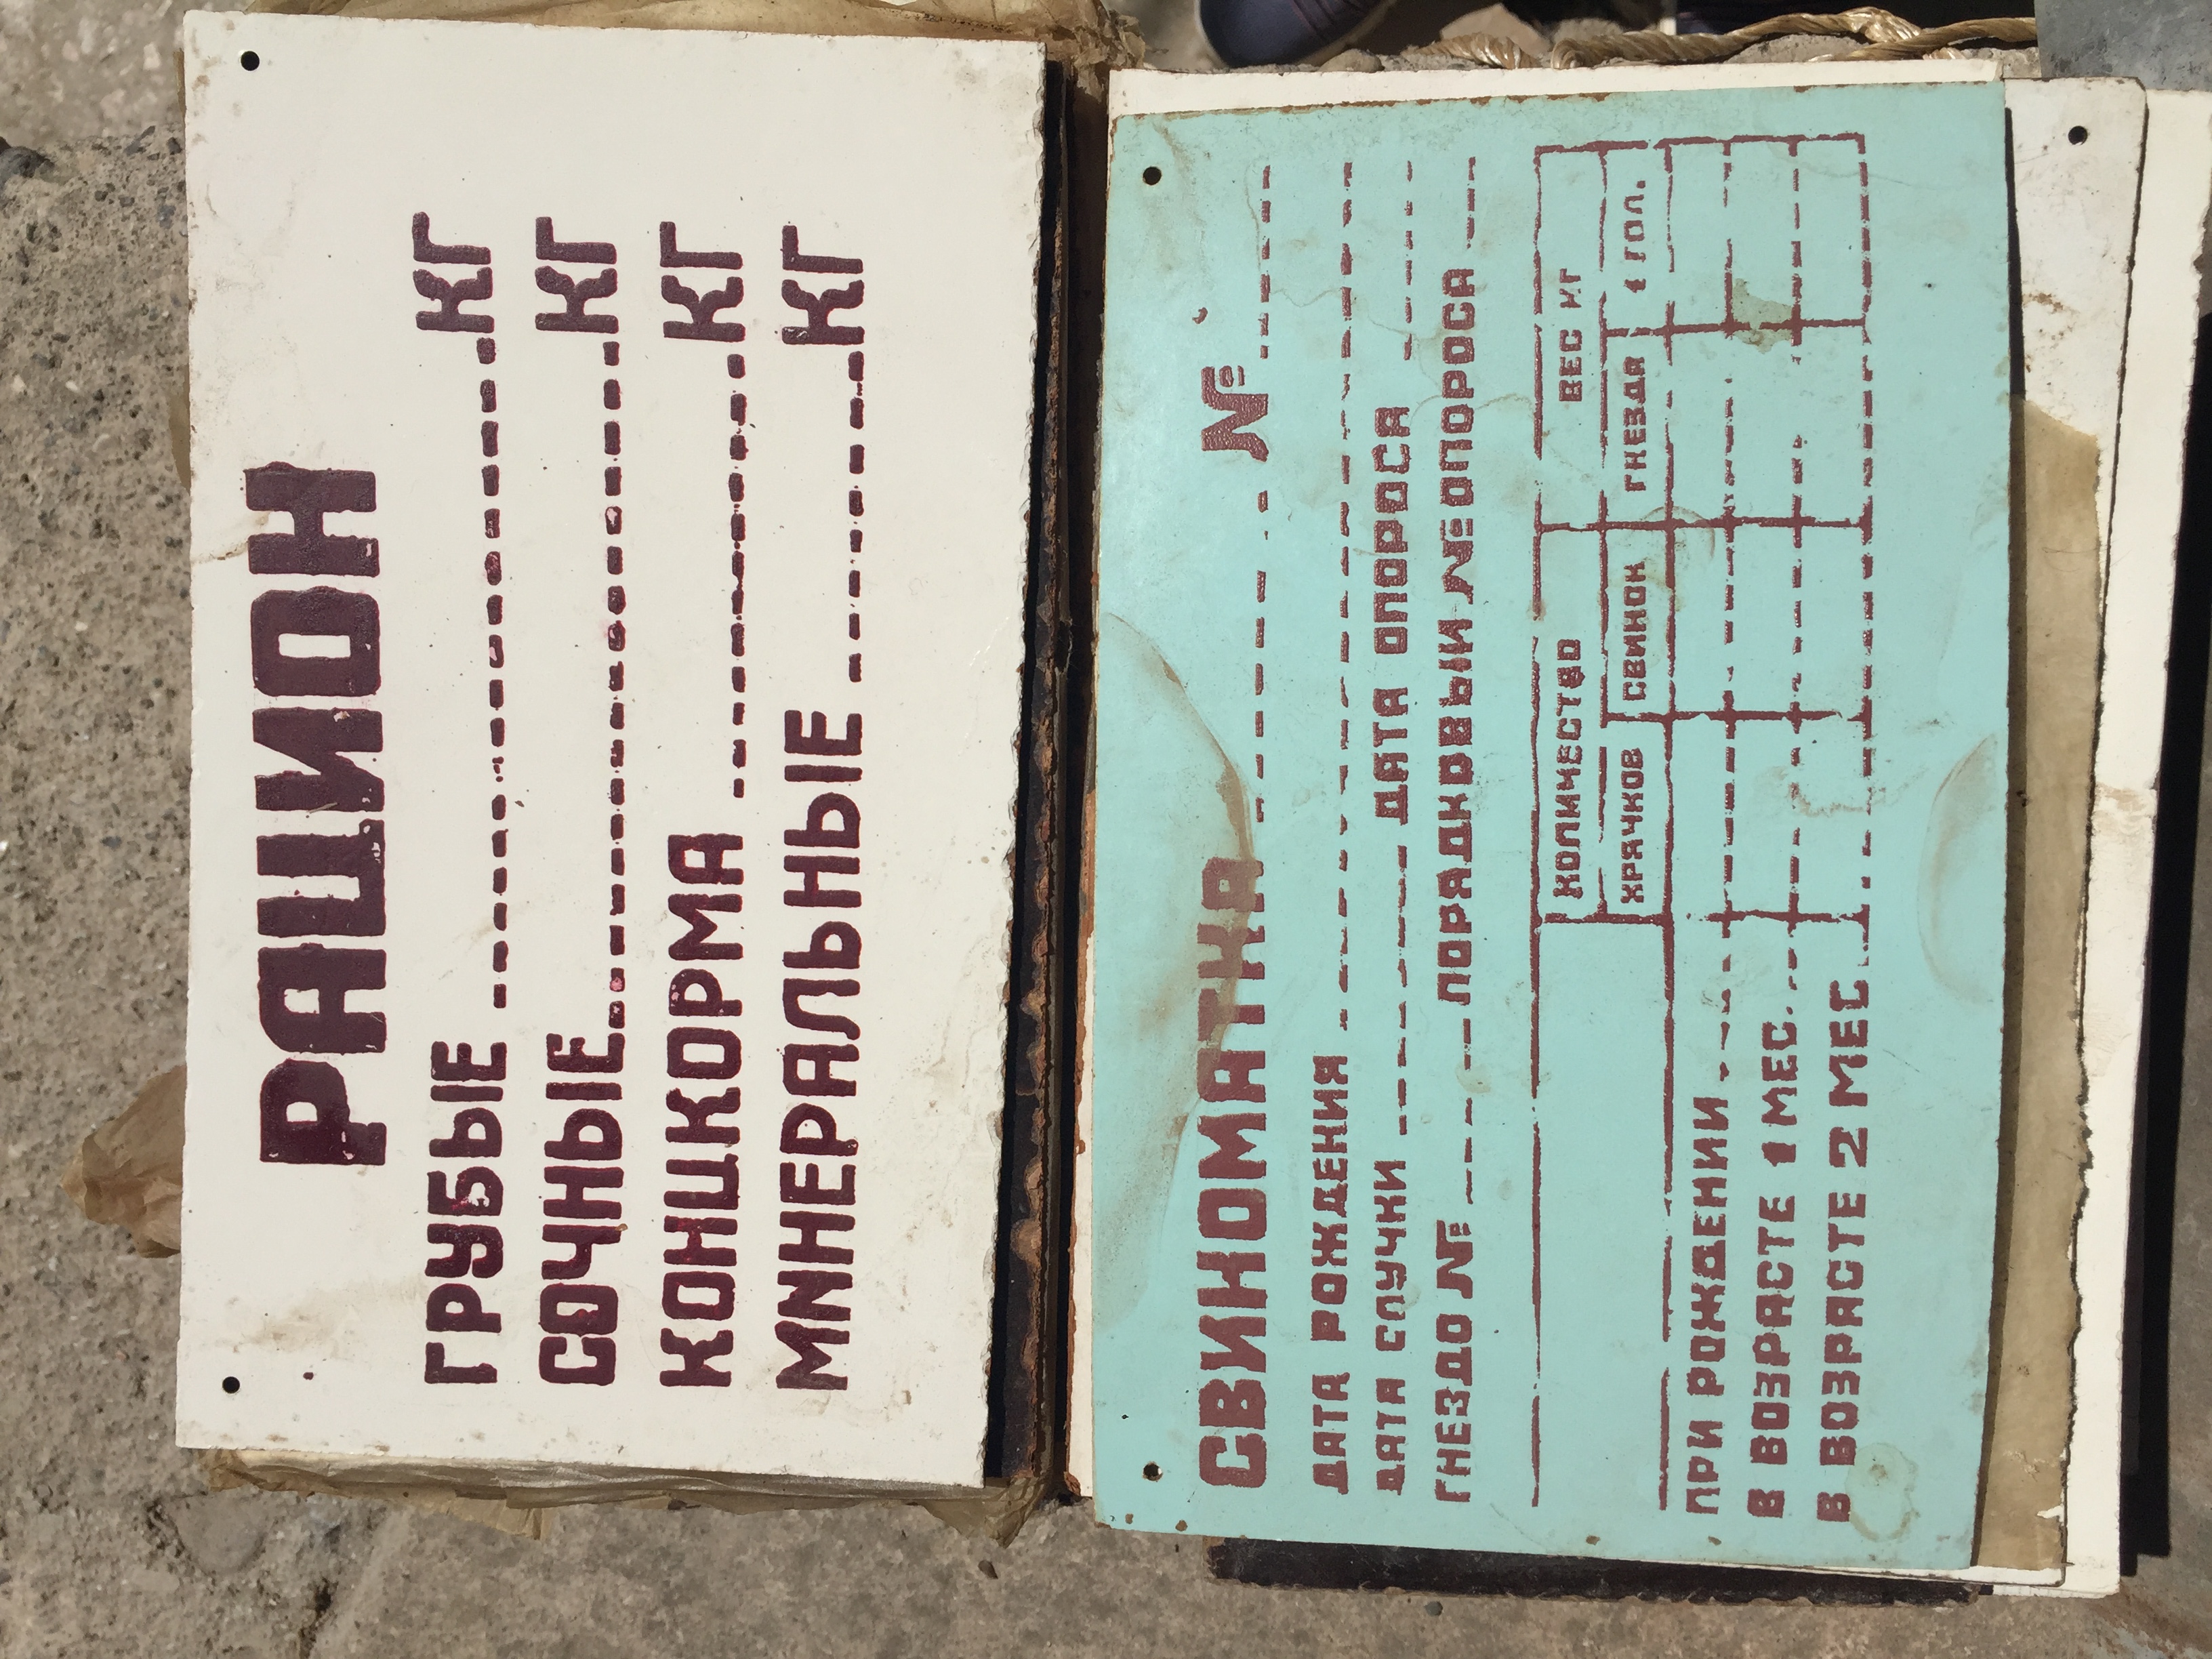 РАЦИОН
ГРУБЫЕ ---------------- КГ
СОЧНЫЕ ---------------- КГ
КОНЦКОРМА ------------ КГ
МИНЕРАЛЬНЫЕ ---------- КГ
СВИНОМАТКА ---------- № -----
ДАТА РОЖДЕНИЯ --------------------
ДАТА СЛУЧКИ -------- ДАТА ОПОРОСА ----
ГНЕЗДО № ------ ПОРЯДКОВЫЙ № ОПОРОСА ---
КОЛИЧЕСТВО ВЕС КГ
ХРЯЧКОВ СВИНОК ГНЕЗДА 1 ГОЛ.
ПРИ РОЖДЕНИИ ----
В ВОЗРАСТЕ 1 МЕС. ---
В ВОЗРАСТЕ 2 МЕС ---